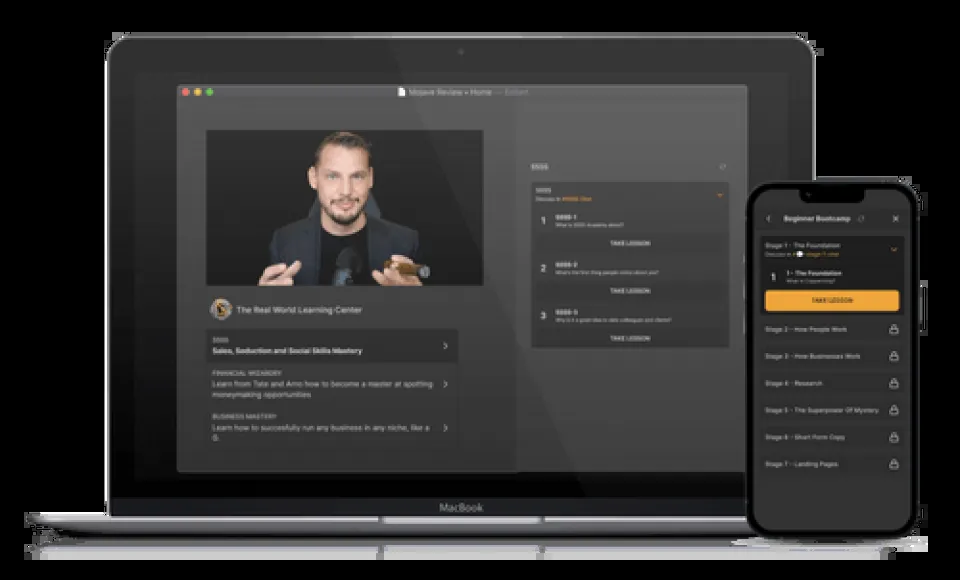 Mojave Review • Home — Edited
The Real World Learning Center
SSSS
Sales, Seduction and Social Skills Mastery
FINANCIAL WIZARDRY
Learn from Tate and Arno how to become a master at spotting
moneymaking opportunities
BUSINESS MASTERY
Learn how to succesfully run any business in any niche, like a
G.
SSSS
SSSS
Discuss in
1
SSSS-1
What is SSSS Academy about?
TAKE LESSON
2
SSSS-2
What's the first thing people notice about you?
TAKE LESSON
3
SSSS-3
Why is it a great idea to date colleagues and clients?
TAKE LESSON
MacBook
Beginner Bootcamp
Stage 1 - The Foundation
Discuss in
1
1 - The Foundation
What is Copywriting?
TAKE LESSON
Stage 2 - How People Work
Stage 3 - How Businesses Work
Stage 4 - Research
Stage 5 - The Superpower Of Mystery
Stage 6 - Short Form Copy
Stage 7 - Landing Pages